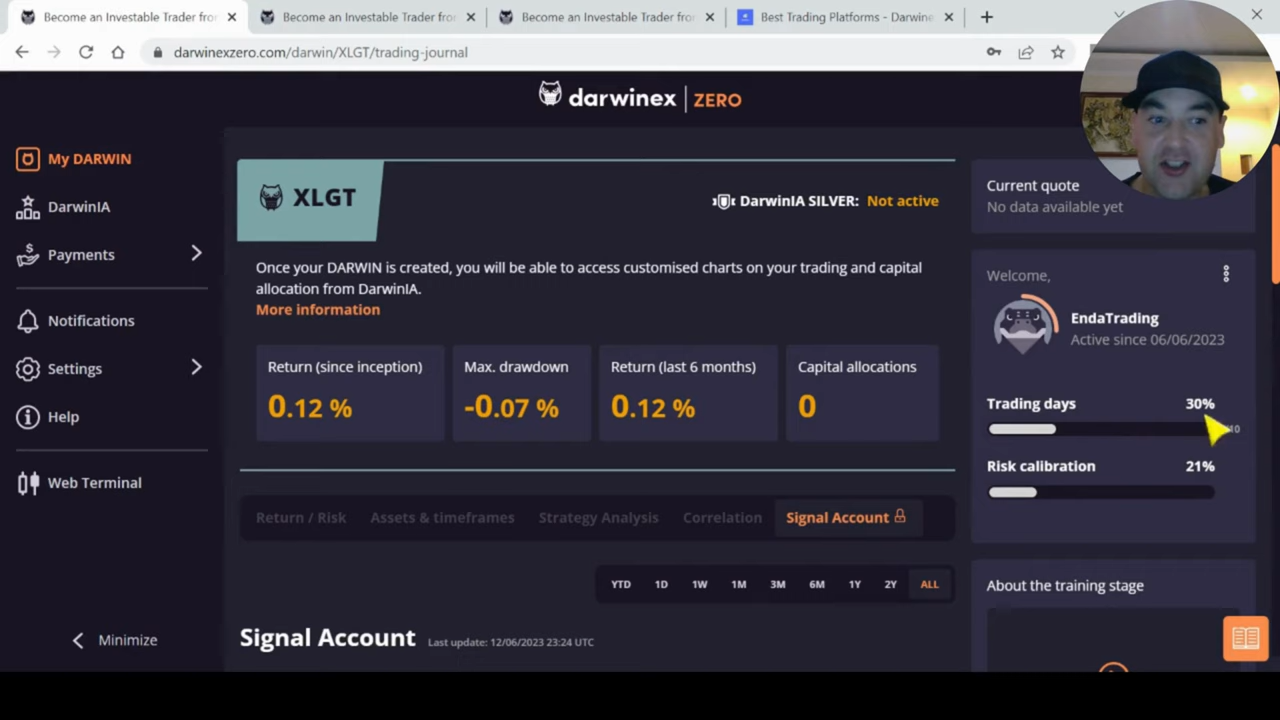 Become an Investable Trader fror
Become an Investable Trader fror
Become an Investable Trader fror
Best Trading Platforms - Darwine
darwinexzero.com/darwin/XLGT/trading-journal
darwinex | ZERO
My DARWIN
DarwinIA
Payments
Notifications
Settings
Help
Web Terminal
Minimize
XLGT
DarwinIA SILVER: Not active
Once your DARWIN is created, you will be able to access customised charts on your trading and capital
allocation from DarwinIA.
More information
Return (since inception)
0.12 %
Max. drawdown
-0.07 %
Return (last 6 months)
0.12 %
Capital allocations
0
Return / Risk
Assets & timeframes
Strategy Analysis
Correlation
Signal Account
YTD 1D 1W 1M 3M 6M 1Y 2Y ALL
Signal Account
Last update: 12/06/2023 23:24 UTC
Current quote
No data available yet
Welcome,
EndaTrading
Active since 06/06/2023
Trading days 30%
Risk calibration 21%
About the training stage